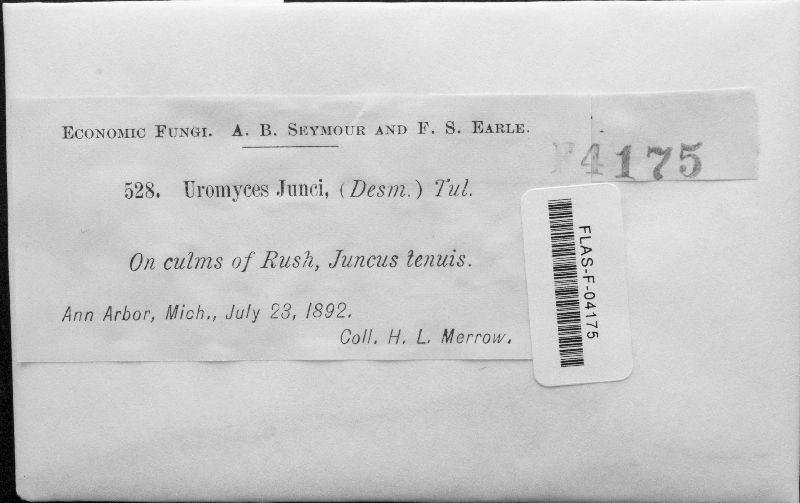 ECONOMIC FUNGI. A. B. SEYMOUR AND F. S. EARLE.
F4175
528. Uromyces Junci, (Desm.) Tul.
On culms of Rush, Juncus tenuis.
Ann Arbor, Mich., July 23, 1892.
Coll. H. L. Merrow.
FLAS-F-04175